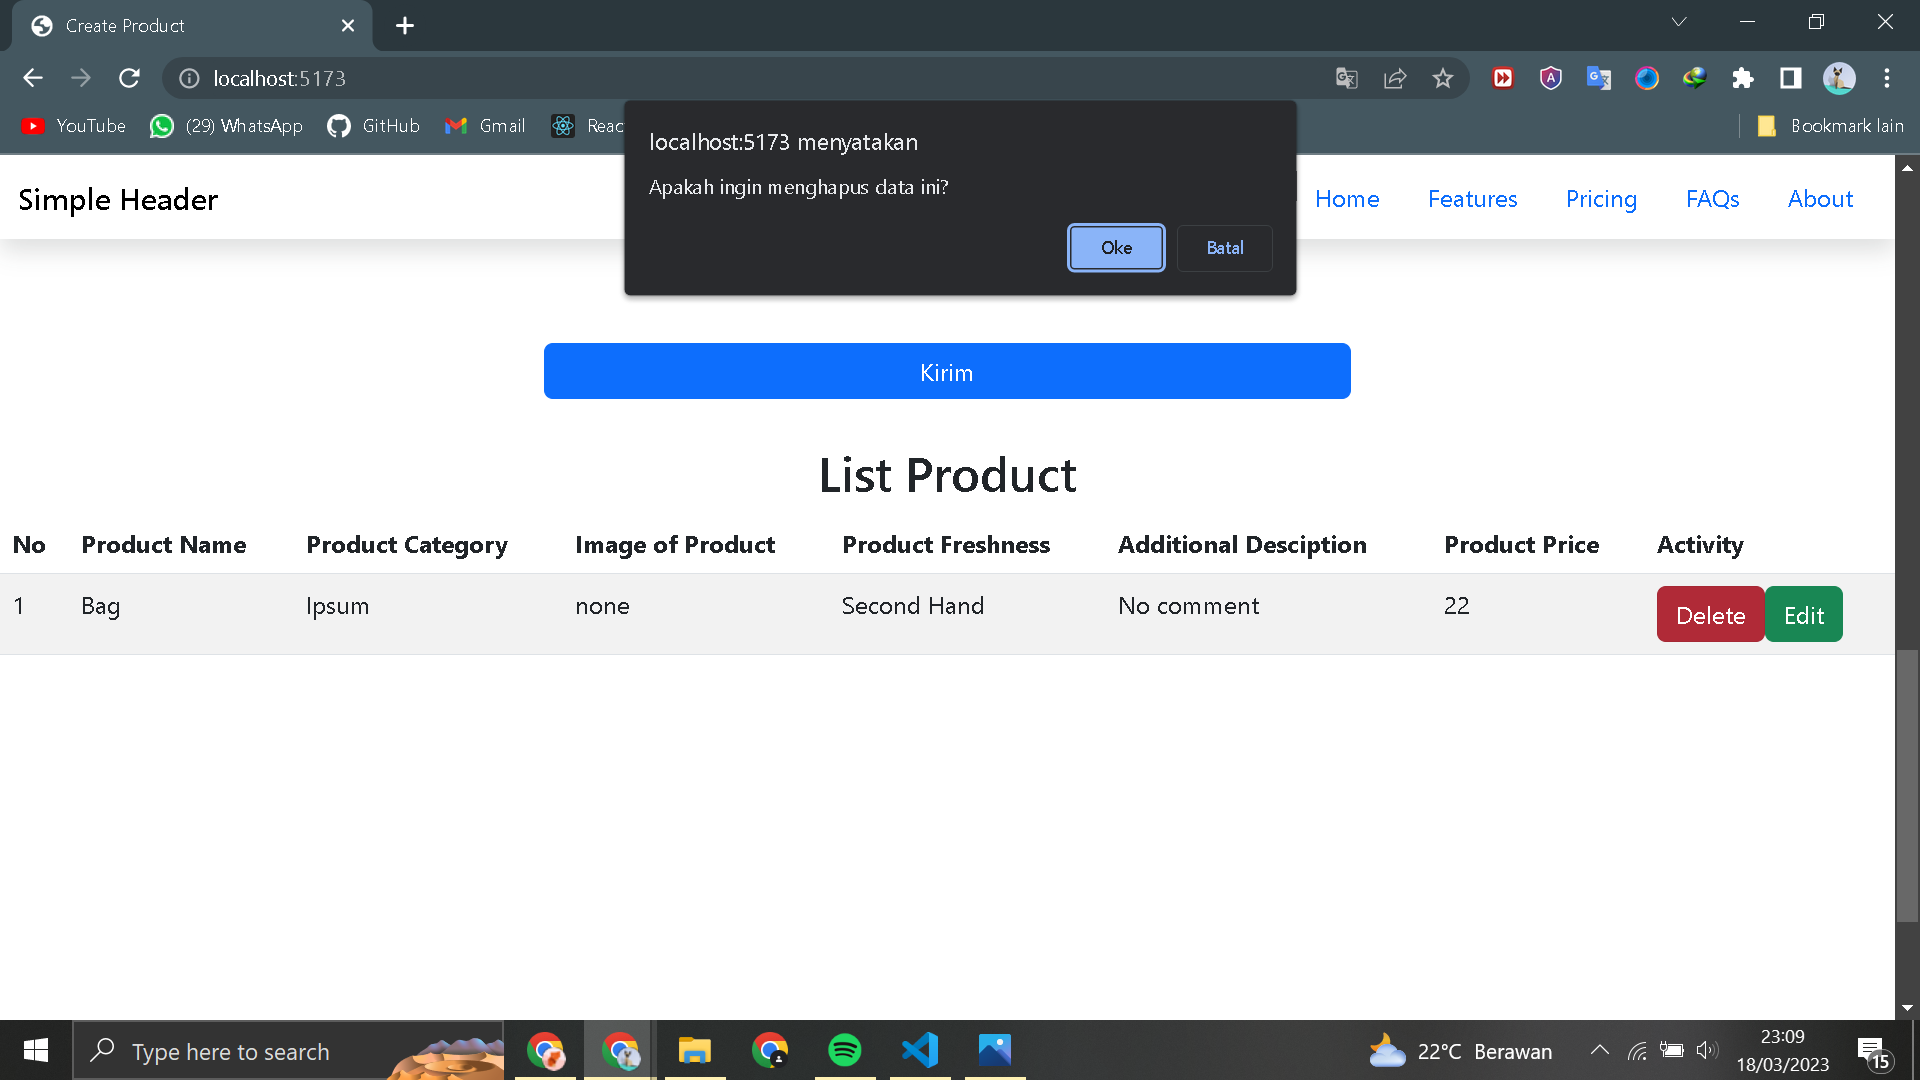 Create Product
localhost:5173
YouTube
(29) WhatsApp
GitHub
Gmail
Bookmark lain
localhost:5173 menyatakan
Apakah ingin menghapus data ini?
Oke
Batal
Simple Header
Home
Features
Pricing
FAQs
About
Kirim
List Product
No Product Name Product Category Image of Product Product Freshness Additional Desciption Product Price Activity
1 Bag Ipsum none Second Hand No comment 22 Delete Edit
Type here to search
22°C Berawan
23:09
18/03/2023
15